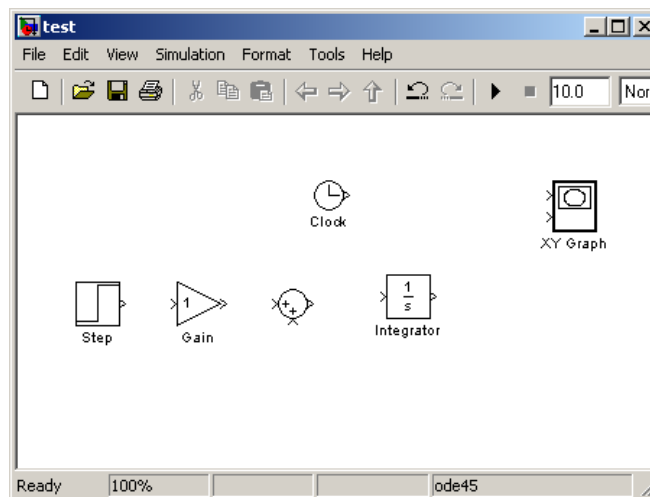 test
File Edit View Simulation Format Tools Help
10.0 Nor
Clock
XY Graph
1
++
1
s
Step
Gain
Integrator
Ready 100% ode45